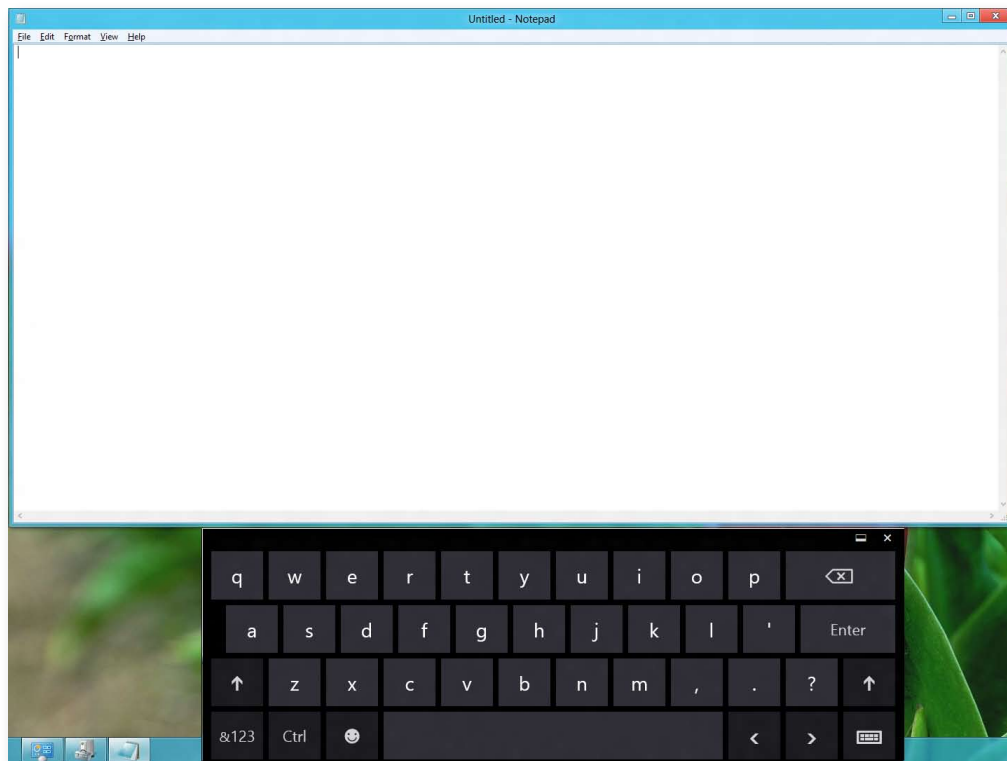 Untitled - Notepad
File Edit Format View Help
q w e r t y u i o p
a s d f g h j k l ' Enter
z x c v b n m , . ?
&123 Ctrl